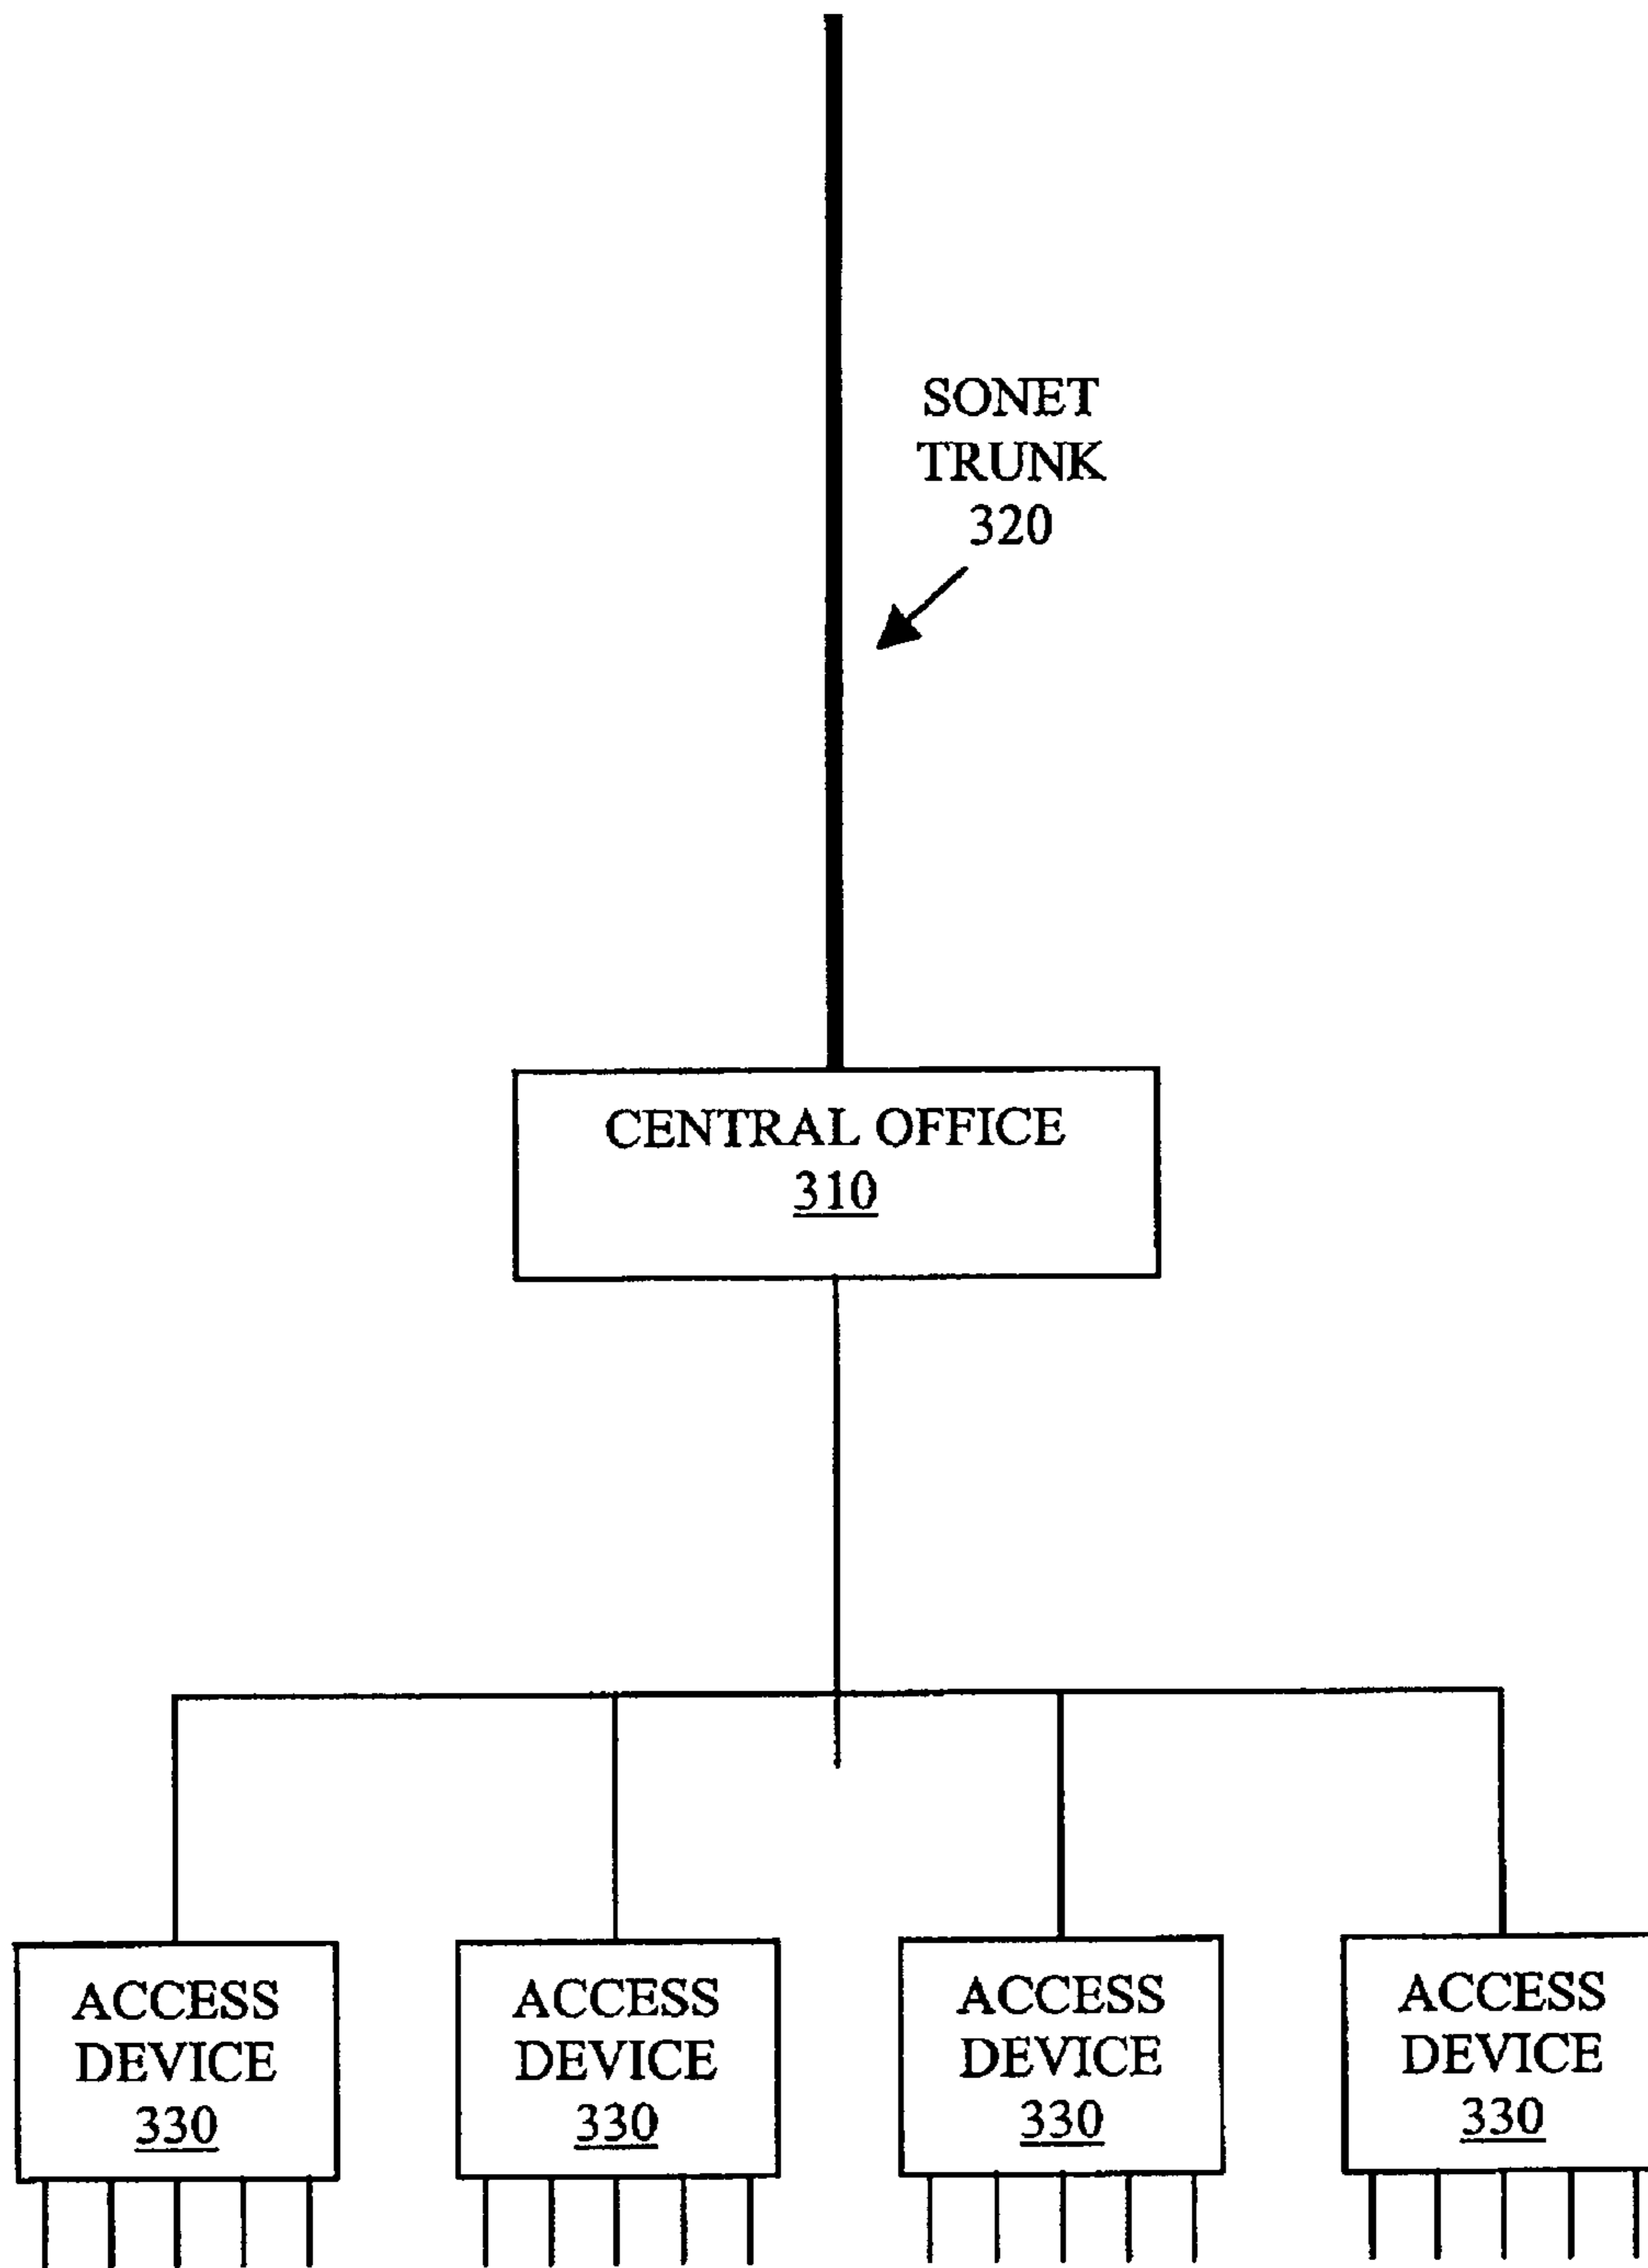 SONET
TRUNK
320
CENTRAL OFFICE
310
ACCESS
DEVICE
330
ACCESS
DEVICE
330
ACCESS
DEVICE
330
ACCESS
DEVICE
330